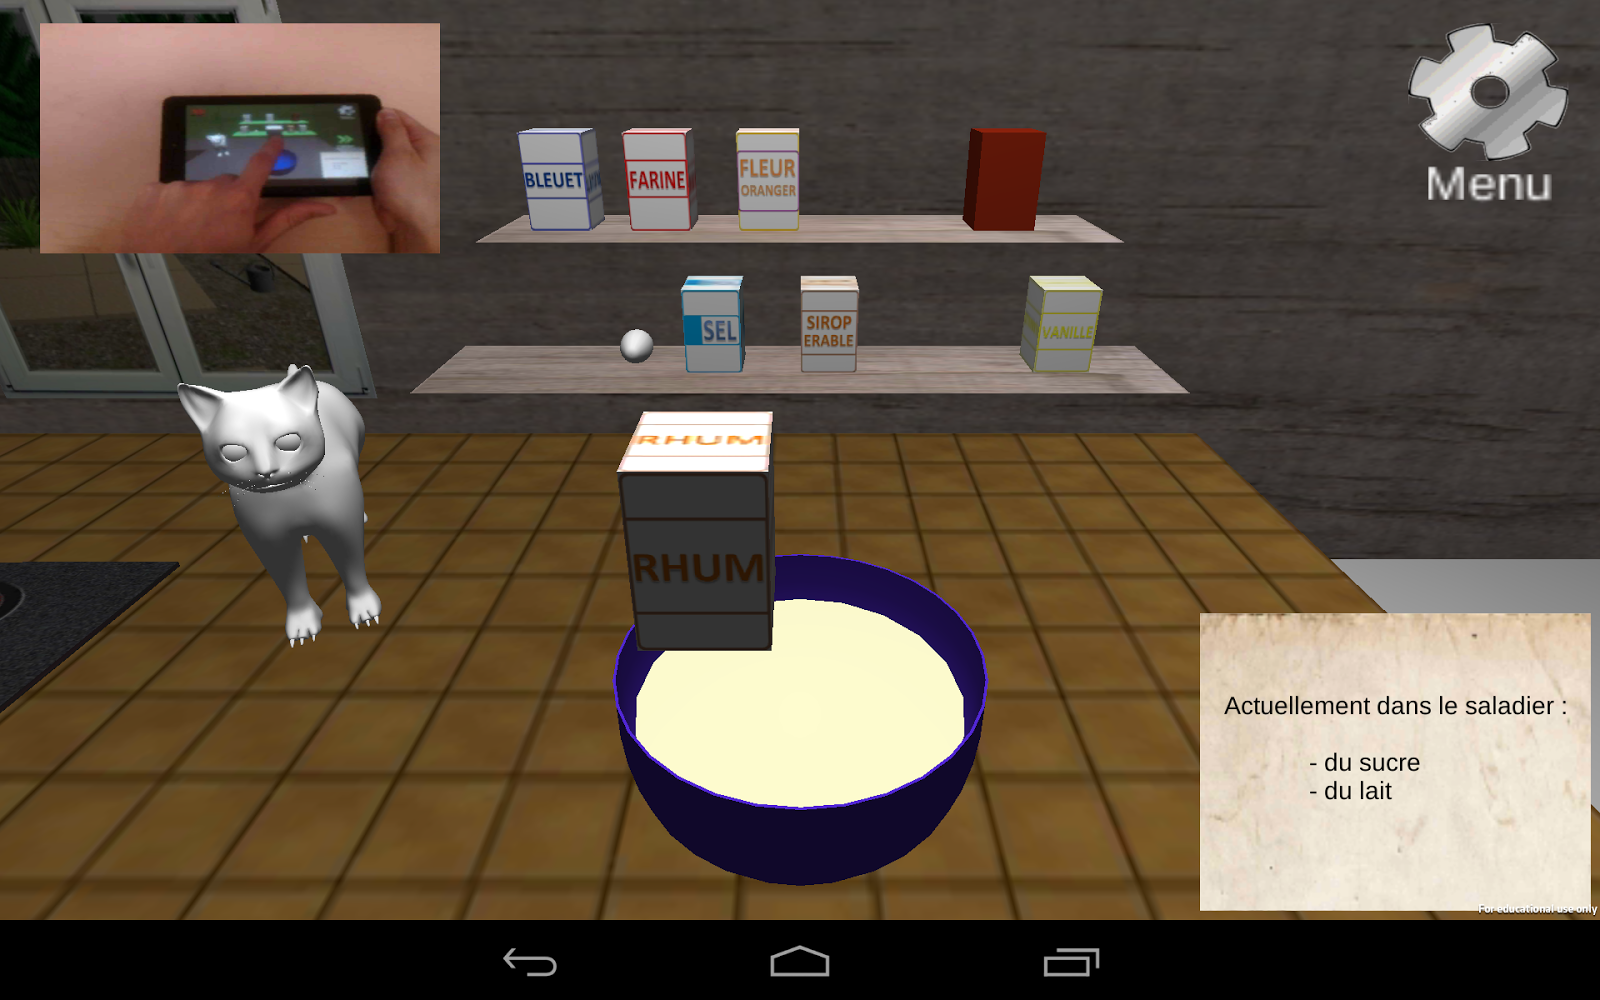 Menu
BLEUET
FARINE
FLEUR
ORANGER
SEL
SIROP
ERABLE
VANILLE
RHUM
RHUM
Actuellement dans le saladier :
- du sucre
- du lait
For educational use only